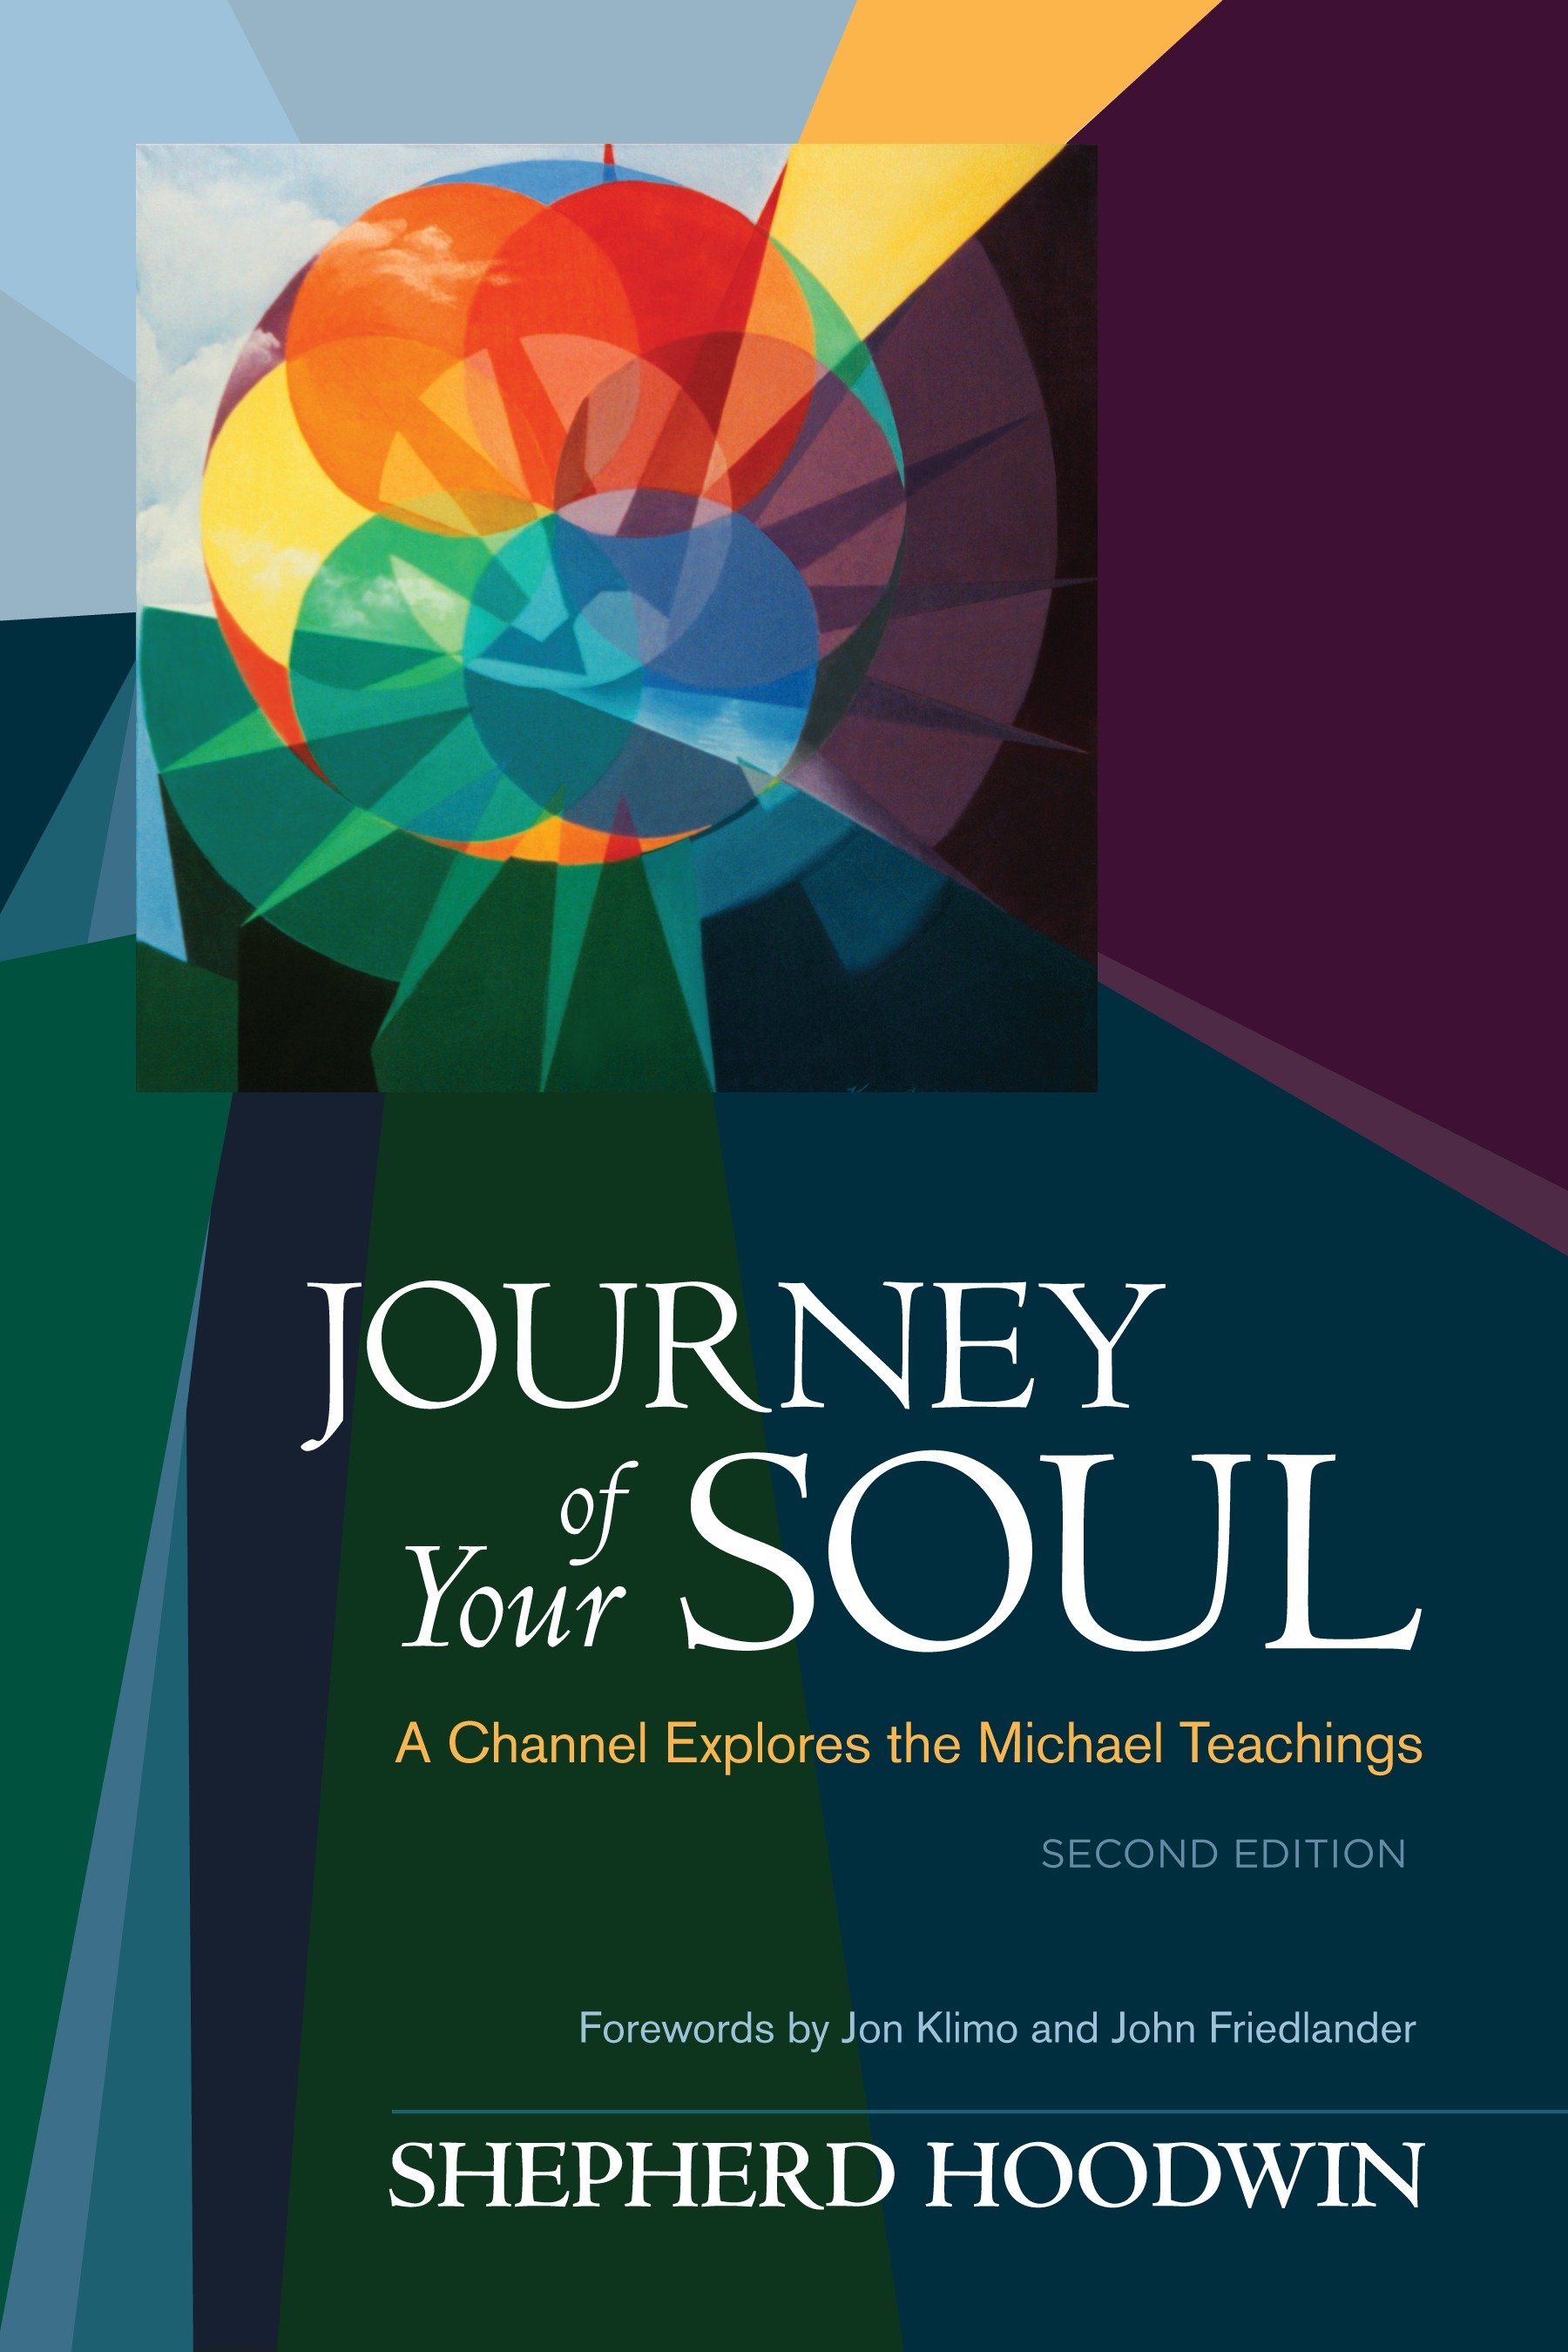 JOURNEY
of
Your SOUL
A Channel Explores the Michael Teachings
SECOND EDITION
Forewords by Jon Klimo and John Friedlander
SHEPHERD HOODWIN